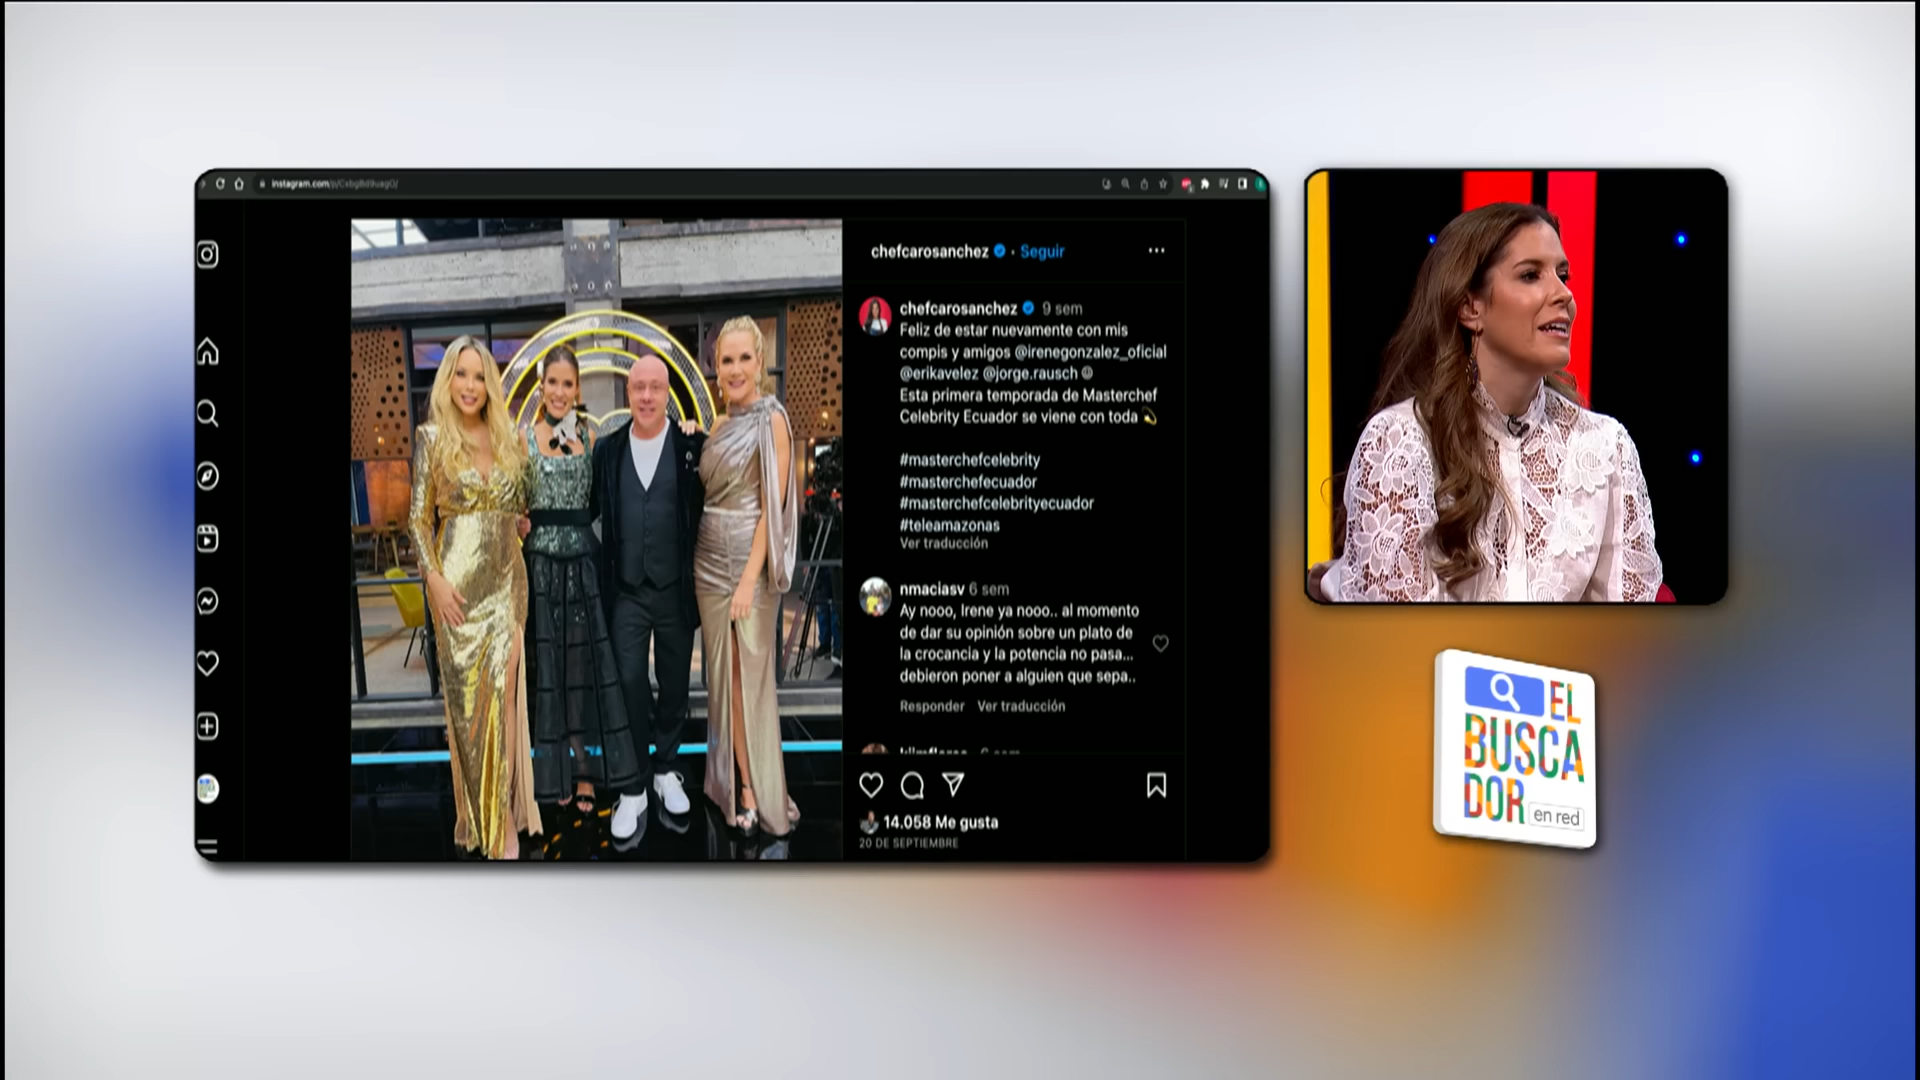 instagram.com
chefcarosanchez · Seguir
chefcarosanchez 9 sem
Feliz de estar nuevamente con mis
compis y amigos @irenegonzalez_oficial
@erikavelez @jorge.rausch
Esta primera temporada de Masterchef
Celebrity Ecuador se viene con toda
#masterchefcelebrity
#masterchefecuador
#masterchefcelebrityecuador
#teleamazonas
Ver traducción
nmaciasv 6 sem
Ay nooo, Irene ya nooo.. al momento
de dar su opinión sobre un plato de
la crocancia y la potencia no pasa...
debieron poner a alguien que sepa..
Responder Ver traducción
14.058 Me gusta
20 DE SEPTIEMBRE
EL
BUSCA
DOR
en red